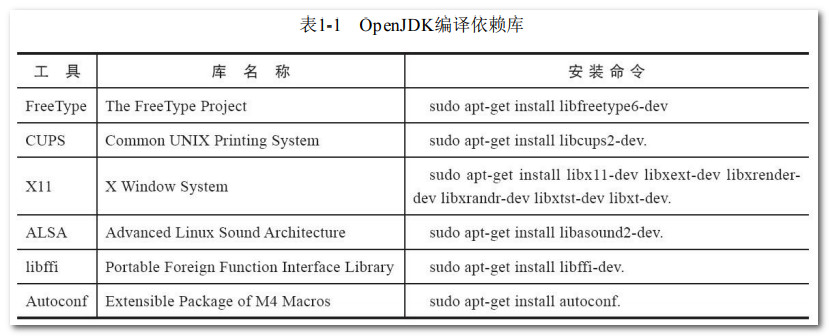 表1-1 OpenJDK编译依赖库
工 具 库 名 称 安 装 命 令
FreeType The FreeType Project sudo apt-get install libfreetype6-dev
CUPS Common UNIX Printing System sudo apt-get install libcups2-dev.
X11 X Window System sudo apt-get install libx11-dev libxext-dev libxrender-
dev libxrandr-dev libxtst-dev libxt-dev.
ALSA Advanced Linux Sound Architecture sudo apt-get install libasound2-dev.
libffi Portable Foreign Function Interface Library sudo apt-get install libffi-dev.
Autoconf Extensible Package of M4 Macros sudo apt-get install autoconf.